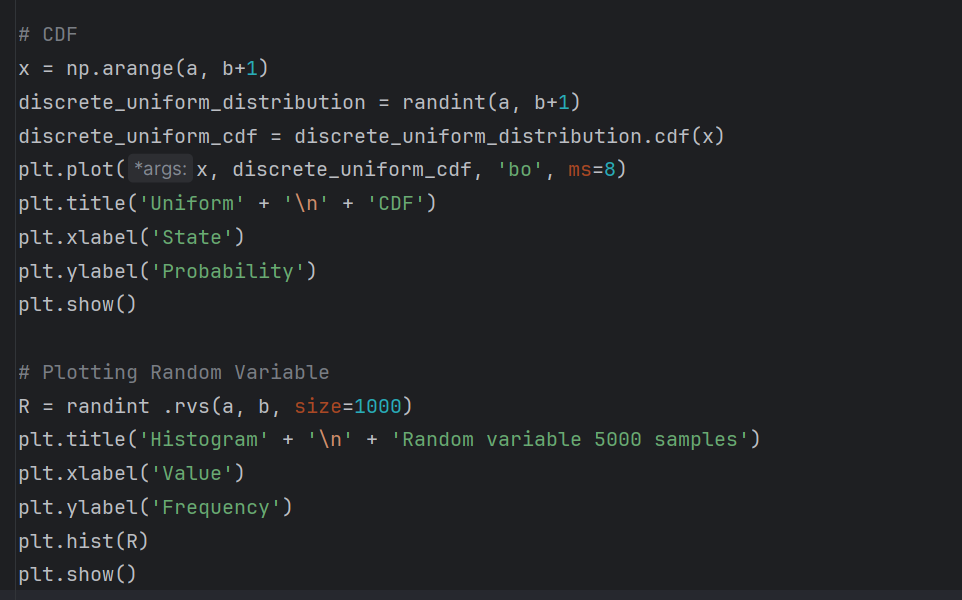 # CDF
x = np.arange(a, b+1)
discrete_uniform_distribution = randint(a, b+1)
discrete_uniform_cdf = discrete_uniform_distribution.cdf(x)
plt.plot( *args: x, discrete_uniform_cdf, 'bo', ms=8)
plt.title('Uniform' + '\n' + 'CDF')
plt.xlabel('State')
plt.ylabel('Probability')
plt.show()
# Plotting Random Variable
R = randint .rvs(a, b, size=1000)
plt.title('Histogram' + '\n' + 'Random variable 5000 samples')
plt.xlabel('Value')
plt.ylabel('Frequency')
plt.hist(R)
plt.show()